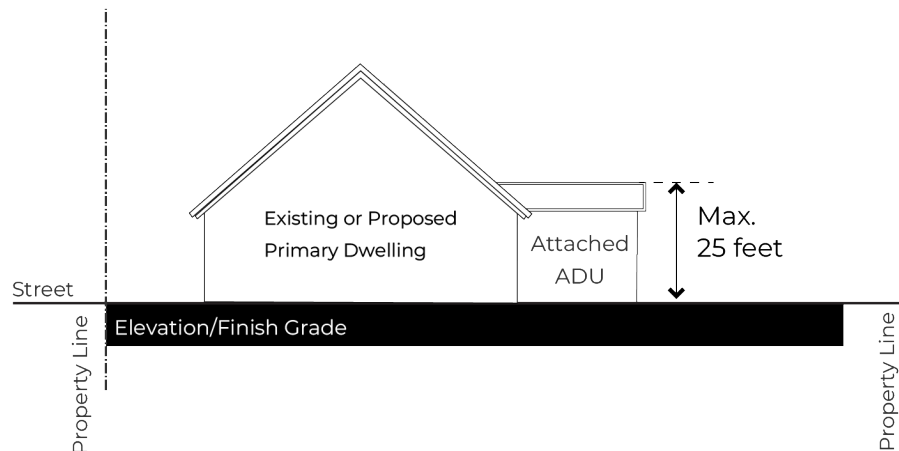 Existing or Proposed
Primary Dwelling
Attached
ADU
Max.
25 feet
Street
Elevation/Finish Grade
Property Line
Property Line